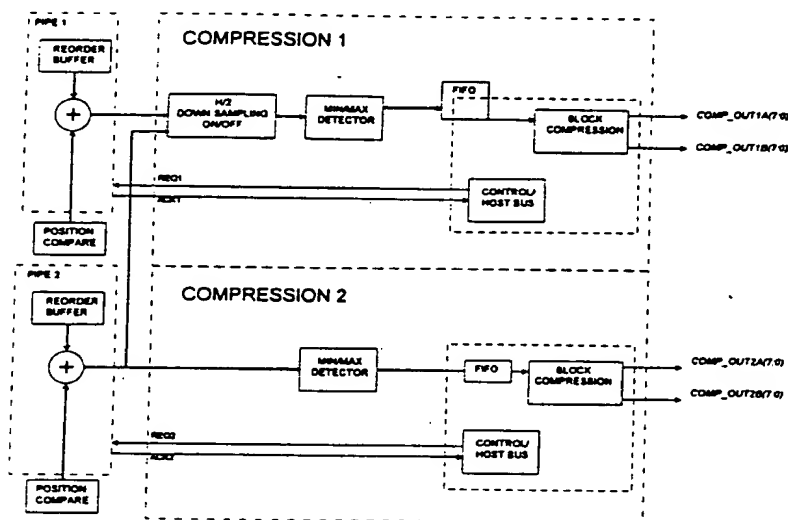 PIPE 1
REORDER
BUFFER
COMPRESSION 1
H/2
DOWN SAMPLING
ON/OFF
MIN/MAX
DETECTOR
FIFO
BLOCK
COMPRESSION
COMP_OUT1A(7:0)
COMP_OUT1B(7:0)
REQ1
ACK1
CONTROL/
HOST BUS
POSITION
COMPARE
PIPE 2
REORDER
BUFFER
COMPRESSION 2
MIN/MAX
DETECTOR
FIFO
BLOCK
COMPRESSION
COMP_OUT2A(7:0)
COMP_OUT2B(7:0)
REQ2
ACK2
CONTROL/
HOST BUS
POSITION
COMPARE